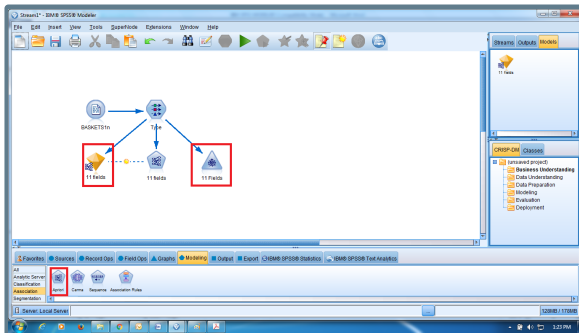 Stream1* - IBM® SPSS® Modeler
File Edit Insert View Tools SuperNode Extensions Window Help
Streams Outputs Models
11 fields
BASKETS1n
Type
11 fields
11 fields
11 Fields
CRISP-DM Classes
(unsaved project)
Business Understanding
Data Understanding
Data Preparation
Modeling
Evaluation
Deployment
Favorites Sources Record Ops Field Ops Graphs Modeling Output Export IBM® SPSS® Statistics IBM® SPSS® Text Analytics
All
Analytic Server
Classification
Association
Segmentation
Apriori Carma Sequence Association Rules
Server: Local Server
128MB / 178MB
3:23 PM